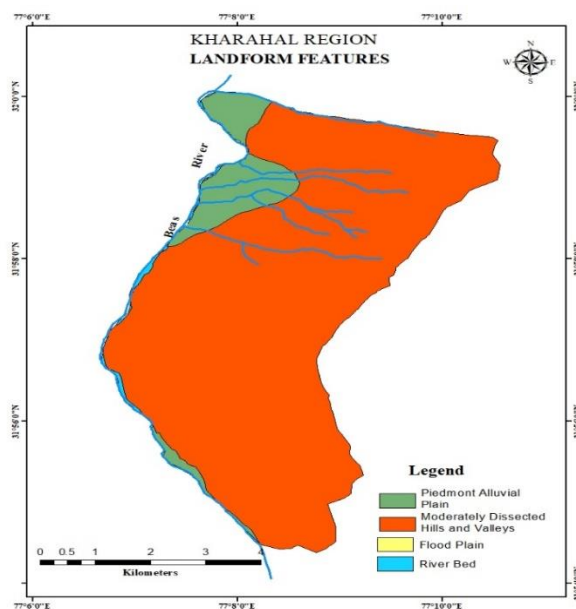 77°6'0"E 77°8'0"E 77°10'0"E
KHARAHAL REGION
LANDFORM FEATURES
N
W E
S
32°0'0"N
River
Beas
31°58'0"N
31°56'0"N
Legend
Piedmont Alluvial
Plain
Moderately Dissected
Hills and Valleys
Flood Plain
River Bed
0 0.5 1 2 3 4
Kilometers
77°6'0"E 77°8'0"E 77°10'0"E